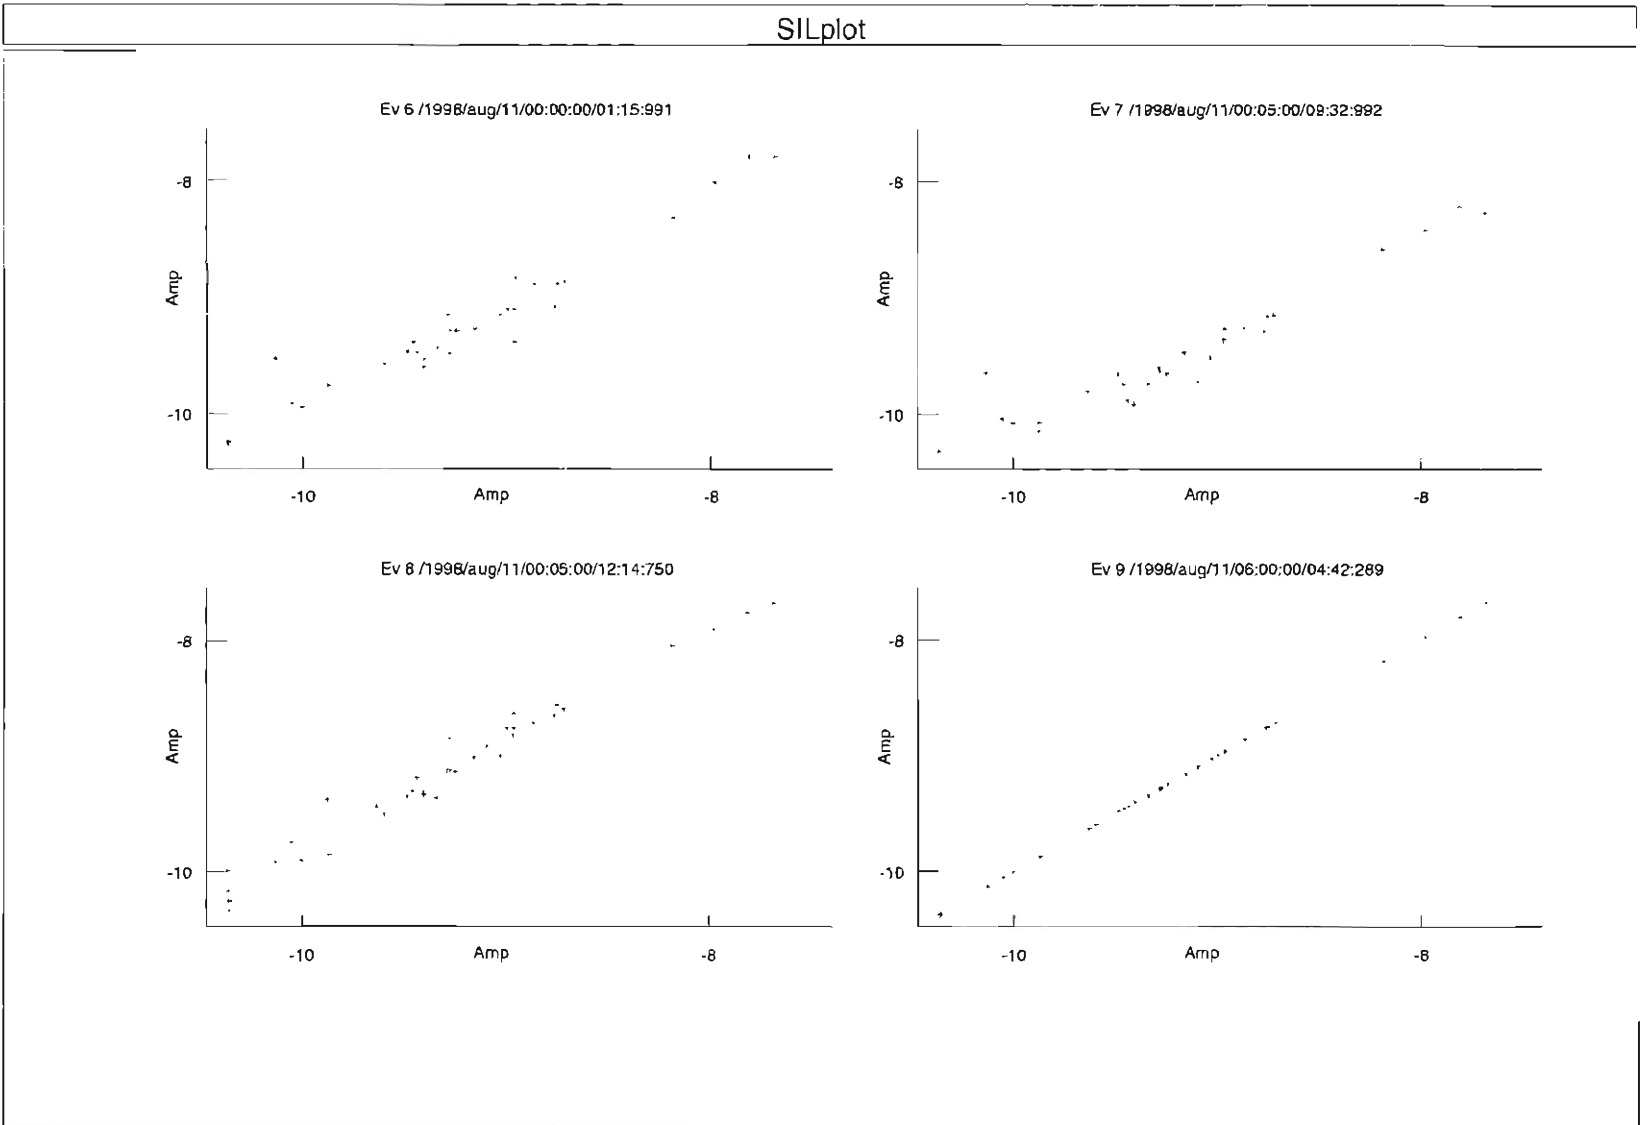 SILplot
Ev 6 /1998/aug/11/00:00:00/01:15:991
Ev 7 /1998/aug/11/00:05:00/09:32:992
-8
-8
Amp
Amp
-10
-10
-10 Amp -8
-10 Amp -8
Ev 8 /1998/aug/11/00:05:00/12:14:750
Ev 9 /1998/aug/11/06:00:00/04:42:289
-8
-8
Amp
Amp
-10
-10
-10 Amp -8
-10 Amp -8